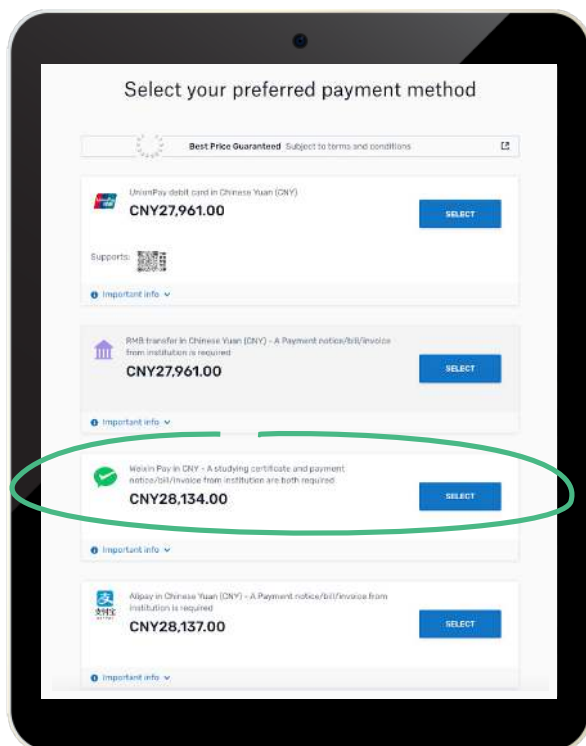 Select your preferred payment method
Best Price Guaranteed Subject to terms and conditions
UnionPay debit card in Chinese Yuan (CNY)
CNY27,961.00
SELECT
Supports:
Important info
RMB transfer in Chinese Yuan (CNY) - A Payment notice/bill/invoice
from institution is required
CNY27,961.00
SELECT
Important info
Weixin Pay in CNY - A studying certificate and payment
notice/bill/invoice from institution are both required
CNY28,134.00
SELECT
Important info
Alipay in Chinese Yuan (CNY) - A Payment notice/bill/invoice from
institution is required
支付宝
CNY28,137.00
SELECT
Important info